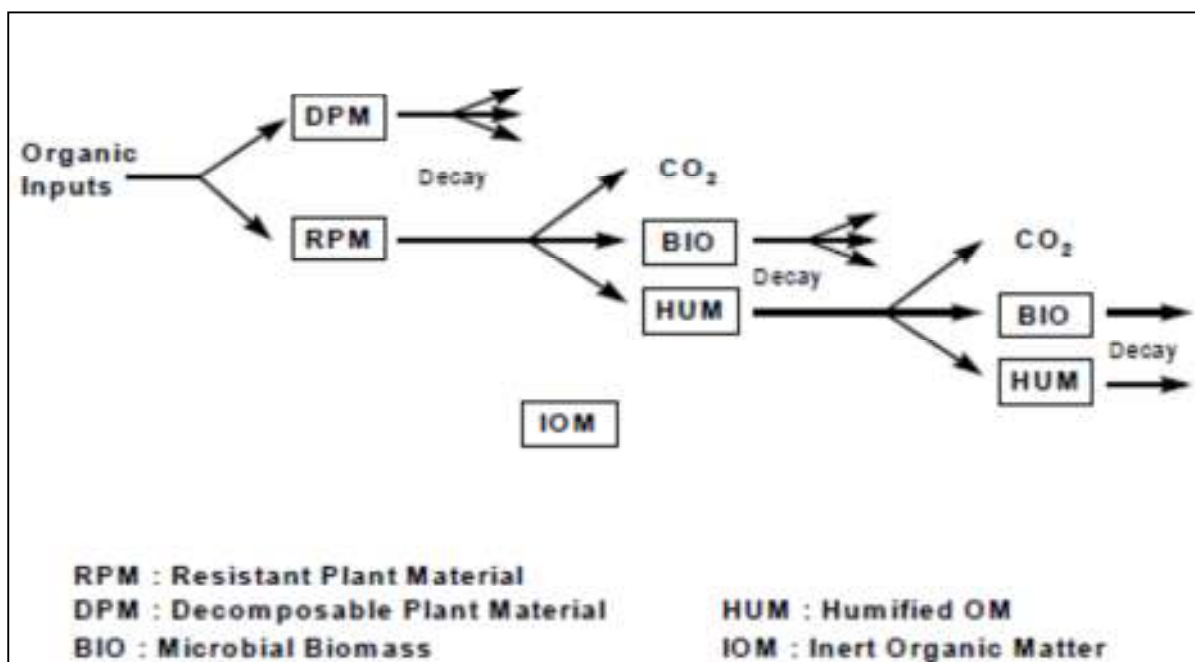 DPM
Organic
Inputs
Decay
CO₂
RPM
BIO
CO₂
Decay
HUM
BIO
Decay
HUM
IOM
RPM : Resistant Plant Material
DPM : Decomposable Plant Material
HUM : Humified OM
BIO : Microbial Biomass
IOM : Inert Organic Matter